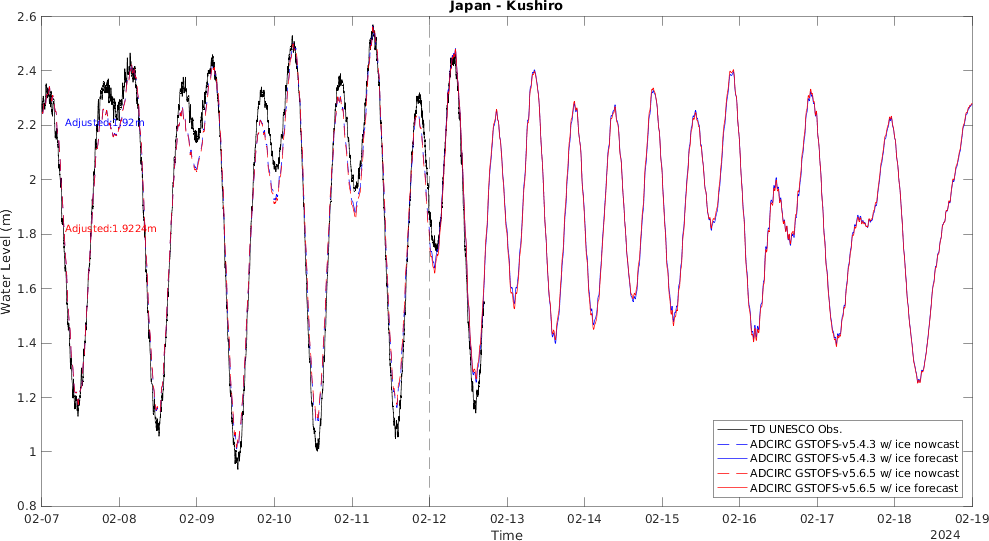 Japan - Kushiro
2.6
2.4
2.2
2
1.8
1.6
1.4
1.2
1
0.8
Water Level (m)
Adjusted:1.92m
Adjusted:1.9224m
TD UNESCO Obs.
ADCIRC GSTOFS-v5.4.3 w/ ice nowcast
ADCIRC GSTOFS-v5.4.3 w/ ice forecast
ADCIRC GSTOFS-v5.6.5 w/ ice nowcast
ADCIRC GSTOFS-v5.6.5 w/ ice forecast
02-07 02-08 02-09 02-10 02-11 02-12 02-13 02-14 02-15 02-16 02-17 02-18 02-19
Time
2024